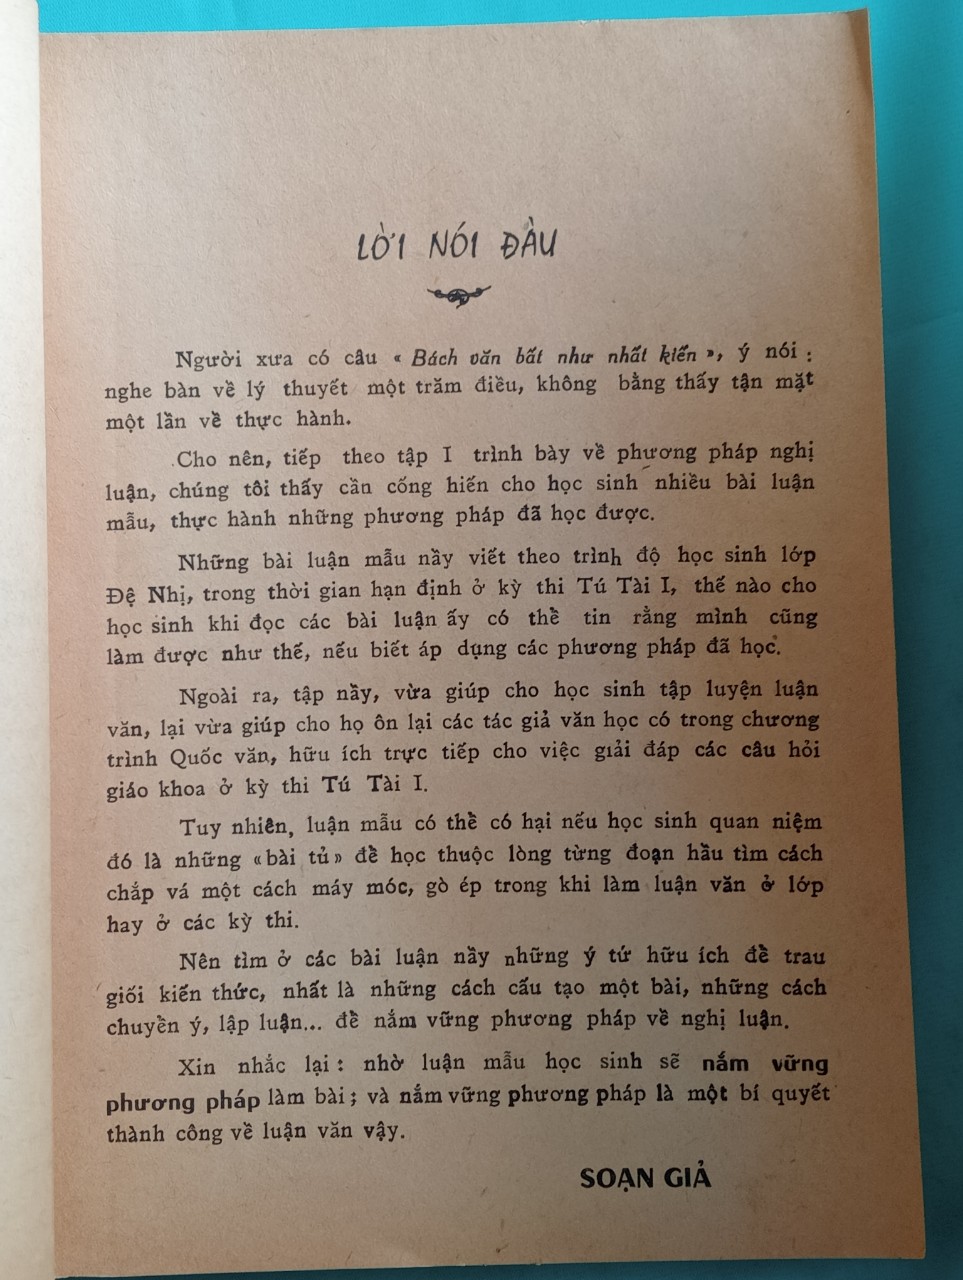 LỜI NÓI ĐẦU
Người xưa có câu « Bách văn bất như nhất kiến », ý nói :
nghe bàn về lý thuyết một trăm điều, không bằng thấy tận mặt
một lần về thực hành.
Cho nên, tiếp theo tập I trình bày về phương pháp nghị
luận, chúng tôi thấy cần cống hiến cho học sinh nhiều bài luận
mẫu, thực hành những phương pháp đã học được.
Những bài luận mẫu nầy viết theo trình độ học sinh lớp
Đệ Nhị, trong thời gian hạn định ở kỳ thi Tú Tài I, thế nào cho
học sinh khi đọc các bài luận ấy có thể tin rằng mình cũng
làm được như thế, nếu biết áp dụng các phương pháp đã học.
Ngoài ra, tập nầy, vừa giúp cho học sinh tập luyện luận
văn, lại vừa giúp cho họ ôn lại các tác giả văn học có trong chương
trình Quốc văn, hữu ích trực tiếp cho việc giải đáp các câu hỏi
giáo khoa ở kỳ thi Tú Tài I.
Tuy nhiên, luận mẫu có thể có hại nếu học sinh quan niệm
đó là những «bài tủ» để học thuộc lòng từng đoạn hầu tìm cách
chắp vá một cách máy móc, gò ép trong khi làm luận văn ở lớp
hay ở các kỳ thi.
Nên tìm ở các bài luận nầy những ý tứ hữu ích để trau
giồi kiến thức, nhất là những cách cấu tạo một bài, những cách
chuyển ý, lập luận... để nắm vững phương pháp về nghị luận.
Xin nhắc lại : nhờ luận mẫu học sinh sẽ nắm vững
phương pháp làm bài ; và nắm vững phương pháp là một bí quyết
thành công về luận văn vậy.
SOẠN GIẢ